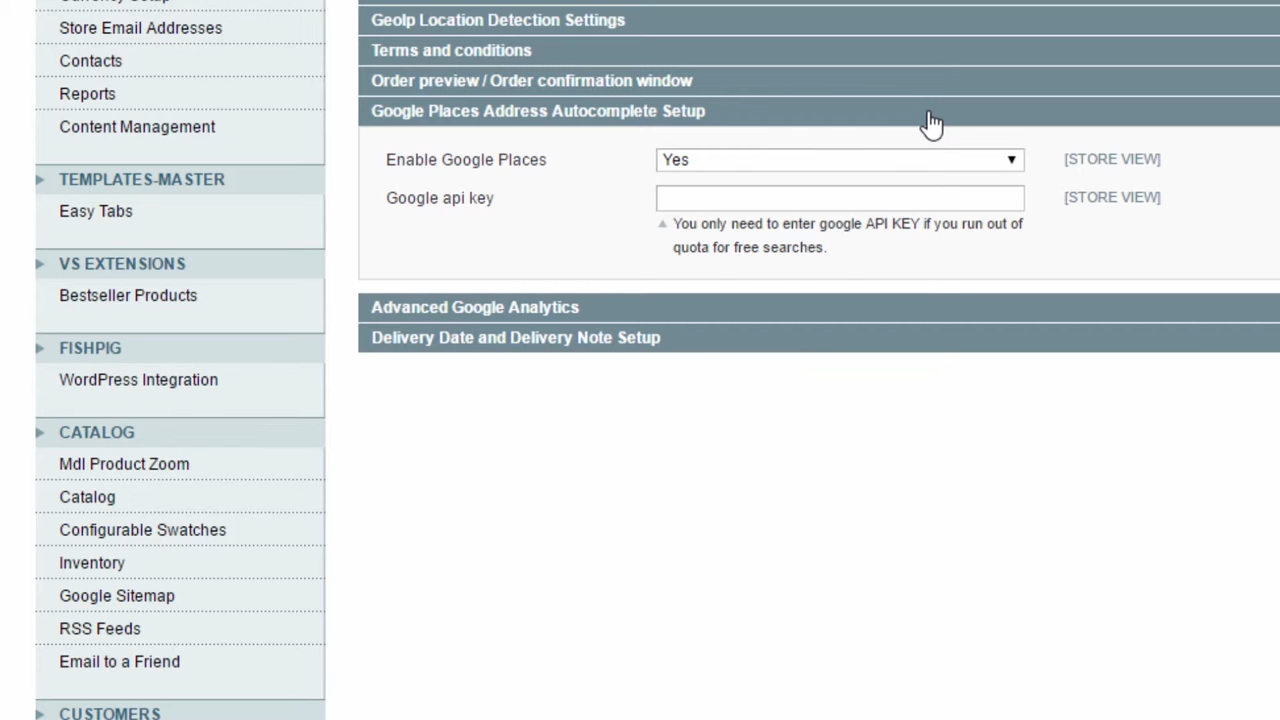 Currency Setup
Store Email Addresses
Contacts
Reports
Content Management
TEMPLATES-MASTER
Easy Tabs
VS EXTENSIONS
Bestseller Products
FISHPIG
WordPress Integration
CATALOG
Mdl Product Zoom
Catalog
Configurable Swatches
Inventory
Google Sitemap
RSS Feeds
Email to a Friend
CUSTOMERS
GeoIp Location Detection Settings
Terms and conditions
Order preview / Order confirmation window
Google Places Address Autocomplete Setup
Enable Google Places Yes [STORE VIEW]
Google api key [STORE VIEW]
You only need to enter google API KEY if you run out of
quota for free searches.
Advanced Google Analytics
Delivery Date and Delivery Note Setup